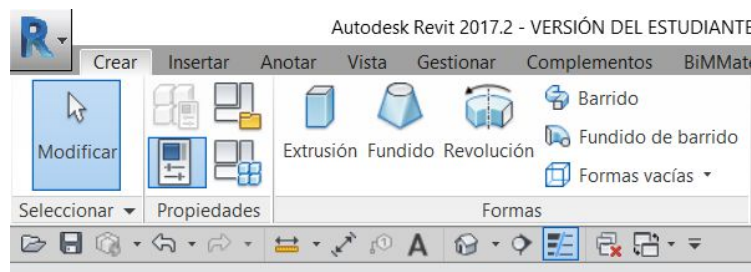 Autodesk Revit 2017.2 - VERSIÓN DEL ESTUDIANTE
Crear Insertar Anotar Vista Gestionar Complementos BiMMate
Modificar
Extrusión Fundido Revolución
Barrido
Fundido de barrido
Formas vacías
Seleccionar Propiedades Formas